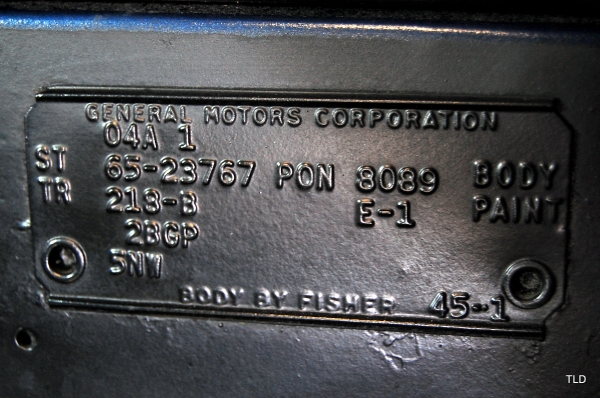 GENERAL MOTORS CORPORATION
04A 1
ST 65-23767 PON 8089 BODY
TR 213-B E-1 PAINT
2BGP
5NW
BODY BY FISHER 45-1
TLD